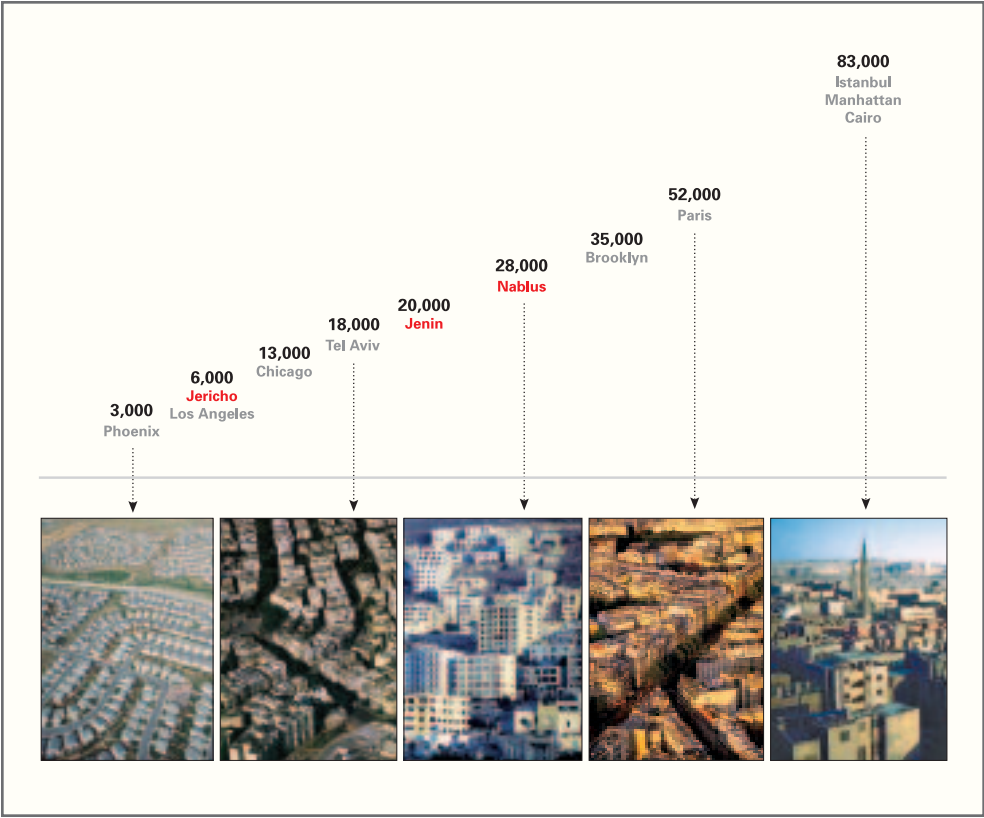 83,000
Istanbul
Manhattan
Cairo
52,000
Paris
35,000
Brooklyn
28,000
Nablus
20,000
Jenin
18,000
Tel Aviv
13,000
Chicago
6,000
Jericho
Los Angeles
3,000
Phoenix